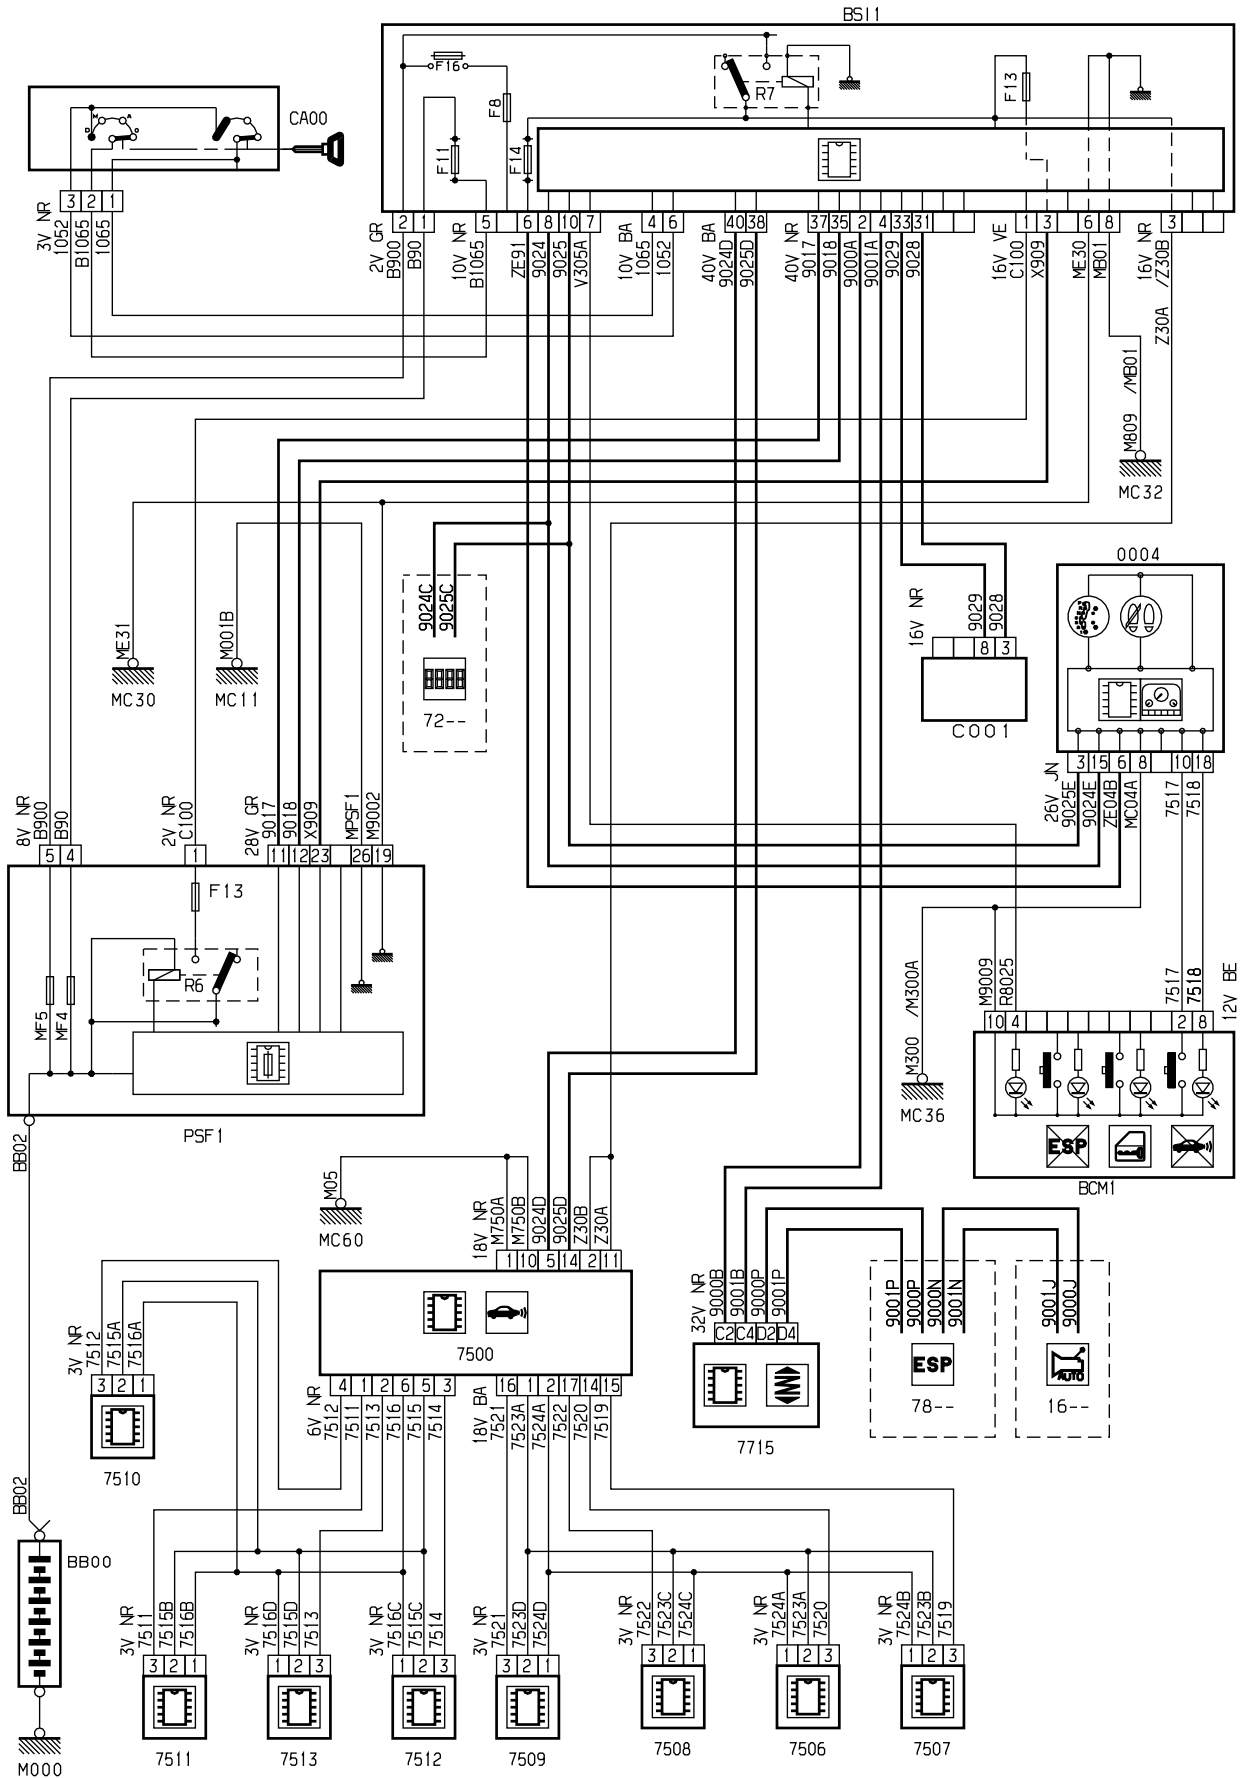 BSI1
F16
F8
R7
F13
F11
F14
CA00
M A
D O
3 2 1
3V NR
1052
B1065
1065
2 1 5 6 8 10 7 4 6 40 38 37 35 2 4 33 31 1 3 6 8 3
2V GR
B900
B90
10V NR
B1065
ZE91
9024
9025
V305A
10V BA
1065
1052
40V BA
9024D
9025D
40V NR
9017
9018
9000A
9001A
9029
9028
16V VE
C100
X909
ME30
MB01
16V NR
Z30A /Z30B
M809 /MB01
MC32
ME31
MC30
M001B
MC11
9024C
9025C
72--
16V NR
9029
9028
8 3
C001
0004
3 15 6 8 10 18
26V JN
9025E
9024E
ZE04B
MC04A
7517
7518
8V NR
B900
B90
2V NR
C100
28V GR
9017
9018
X909
MPSF1
M9002
5 4 1 11 12 23 26 19
F13
R6
MF5
MF4
PSF1
BB02
M300 /M300A
MC36
M9009
R8025
7517
7518
12V BE
10 4 2 8
ESP
BCM1
M05
MC60
18V NR
M750A
M750B
9024D
9025D
Z30B
Z30A
1 10 5 14 2 11
7500
4 1 2 6 5 3 16 1 2 17 14 15
6V NR
7512
7511
7513
7516
7515
7514
18V BA
7521
7523A
7524A
7522
7520
7519
3V NR
7512
7515A
7516A
3 2 1
7510
32V NR
9000B
9001B
9000P
9001P
C2 C4 D2 D4
7715
9001P
9000P
9000N
9001N
ESP
78--
9001J
9000J
AUTO
16--
BB02
BB00
M000
3V NR
7511
7515B
7516B
3 2 1
7511
3V NR
7516D
7515D
7513
1 2 3
7513
3V NR
7516C
7515C
7514
1 2 3
7512
3V NR
7521
7523D
7524D
3 2 1
7509
3V NR
7522
7523C
7524C
3 2 1
7508
3V NR
7524A
7523A
7520
1 2 3
7506
3V NR
7524B
7523B
7519
1 2 3
7507